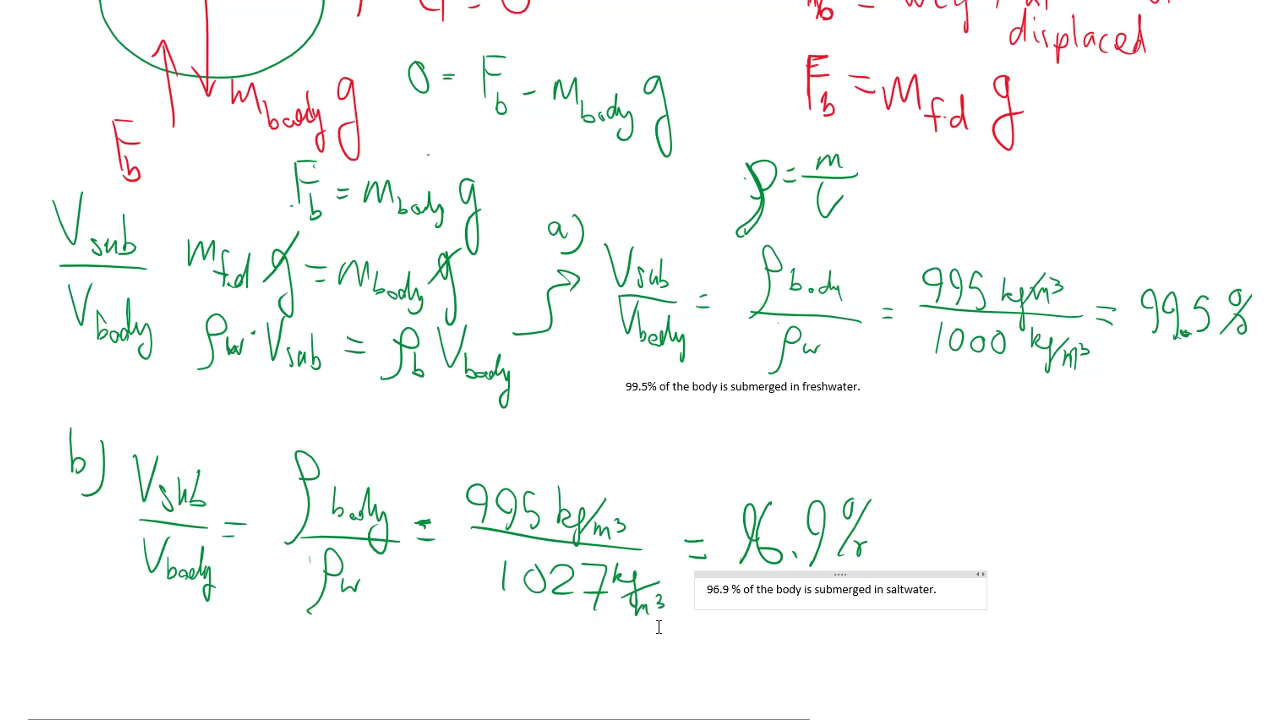 displaced
m_body g
F_b
0 = F_b - m_body g
F_b = m_f.d g
F_b = m_body g
ρ = m/V
V_sub / V_body
m_f.d g = m_body g
ρ_w · V_sub = ρ_b V_body
a) V_sub / V_body = ρ_body / ρ_w = 995 kg/m³ / 1000 kg/m³ = 99.5%
99.5% of the body is submerged in freshwater.
b) V_sub / V_body = ρ_body / ρ_w = 995 kg/m³ / 1027 kg/m³ = 96.9%
96.9 % of the body is submerged in saltwater.